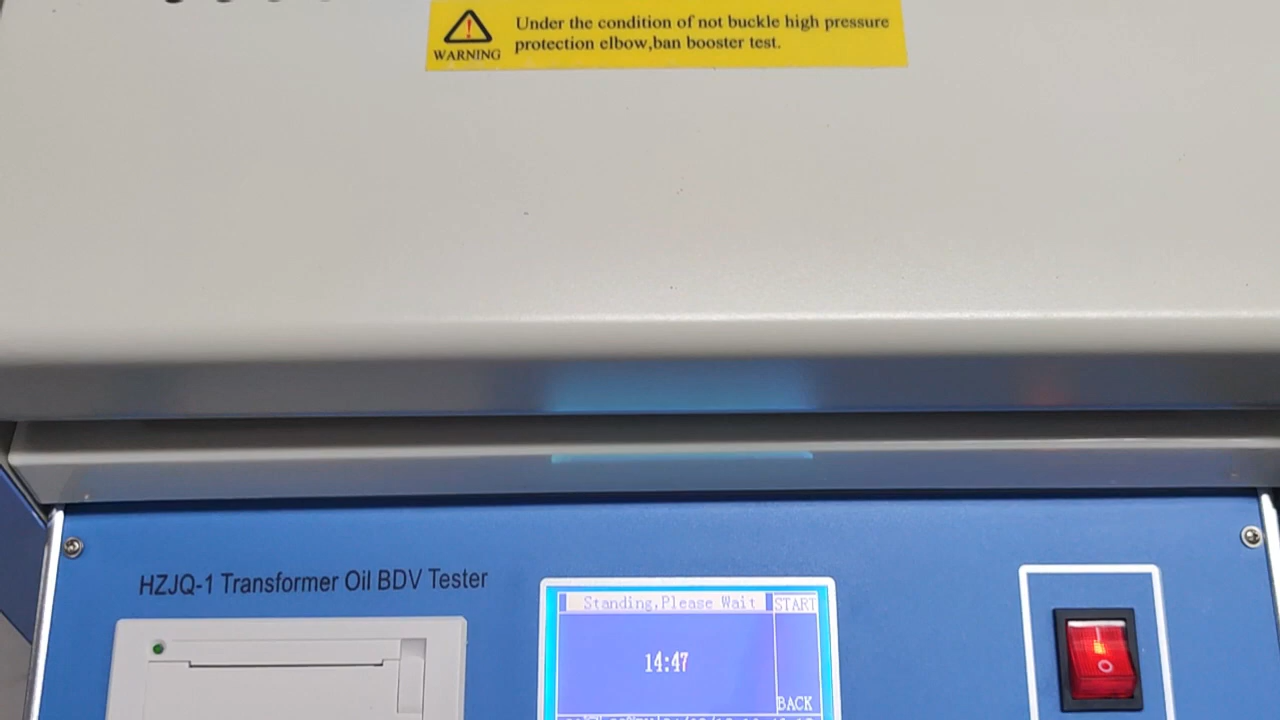 Under the condition of not buckle high pressure
protection elbow,ban booster test.
WARNING
HZJQ-1 Transformer Oil BDV Tester
Standing,Please Wait
START
14:47
BACK